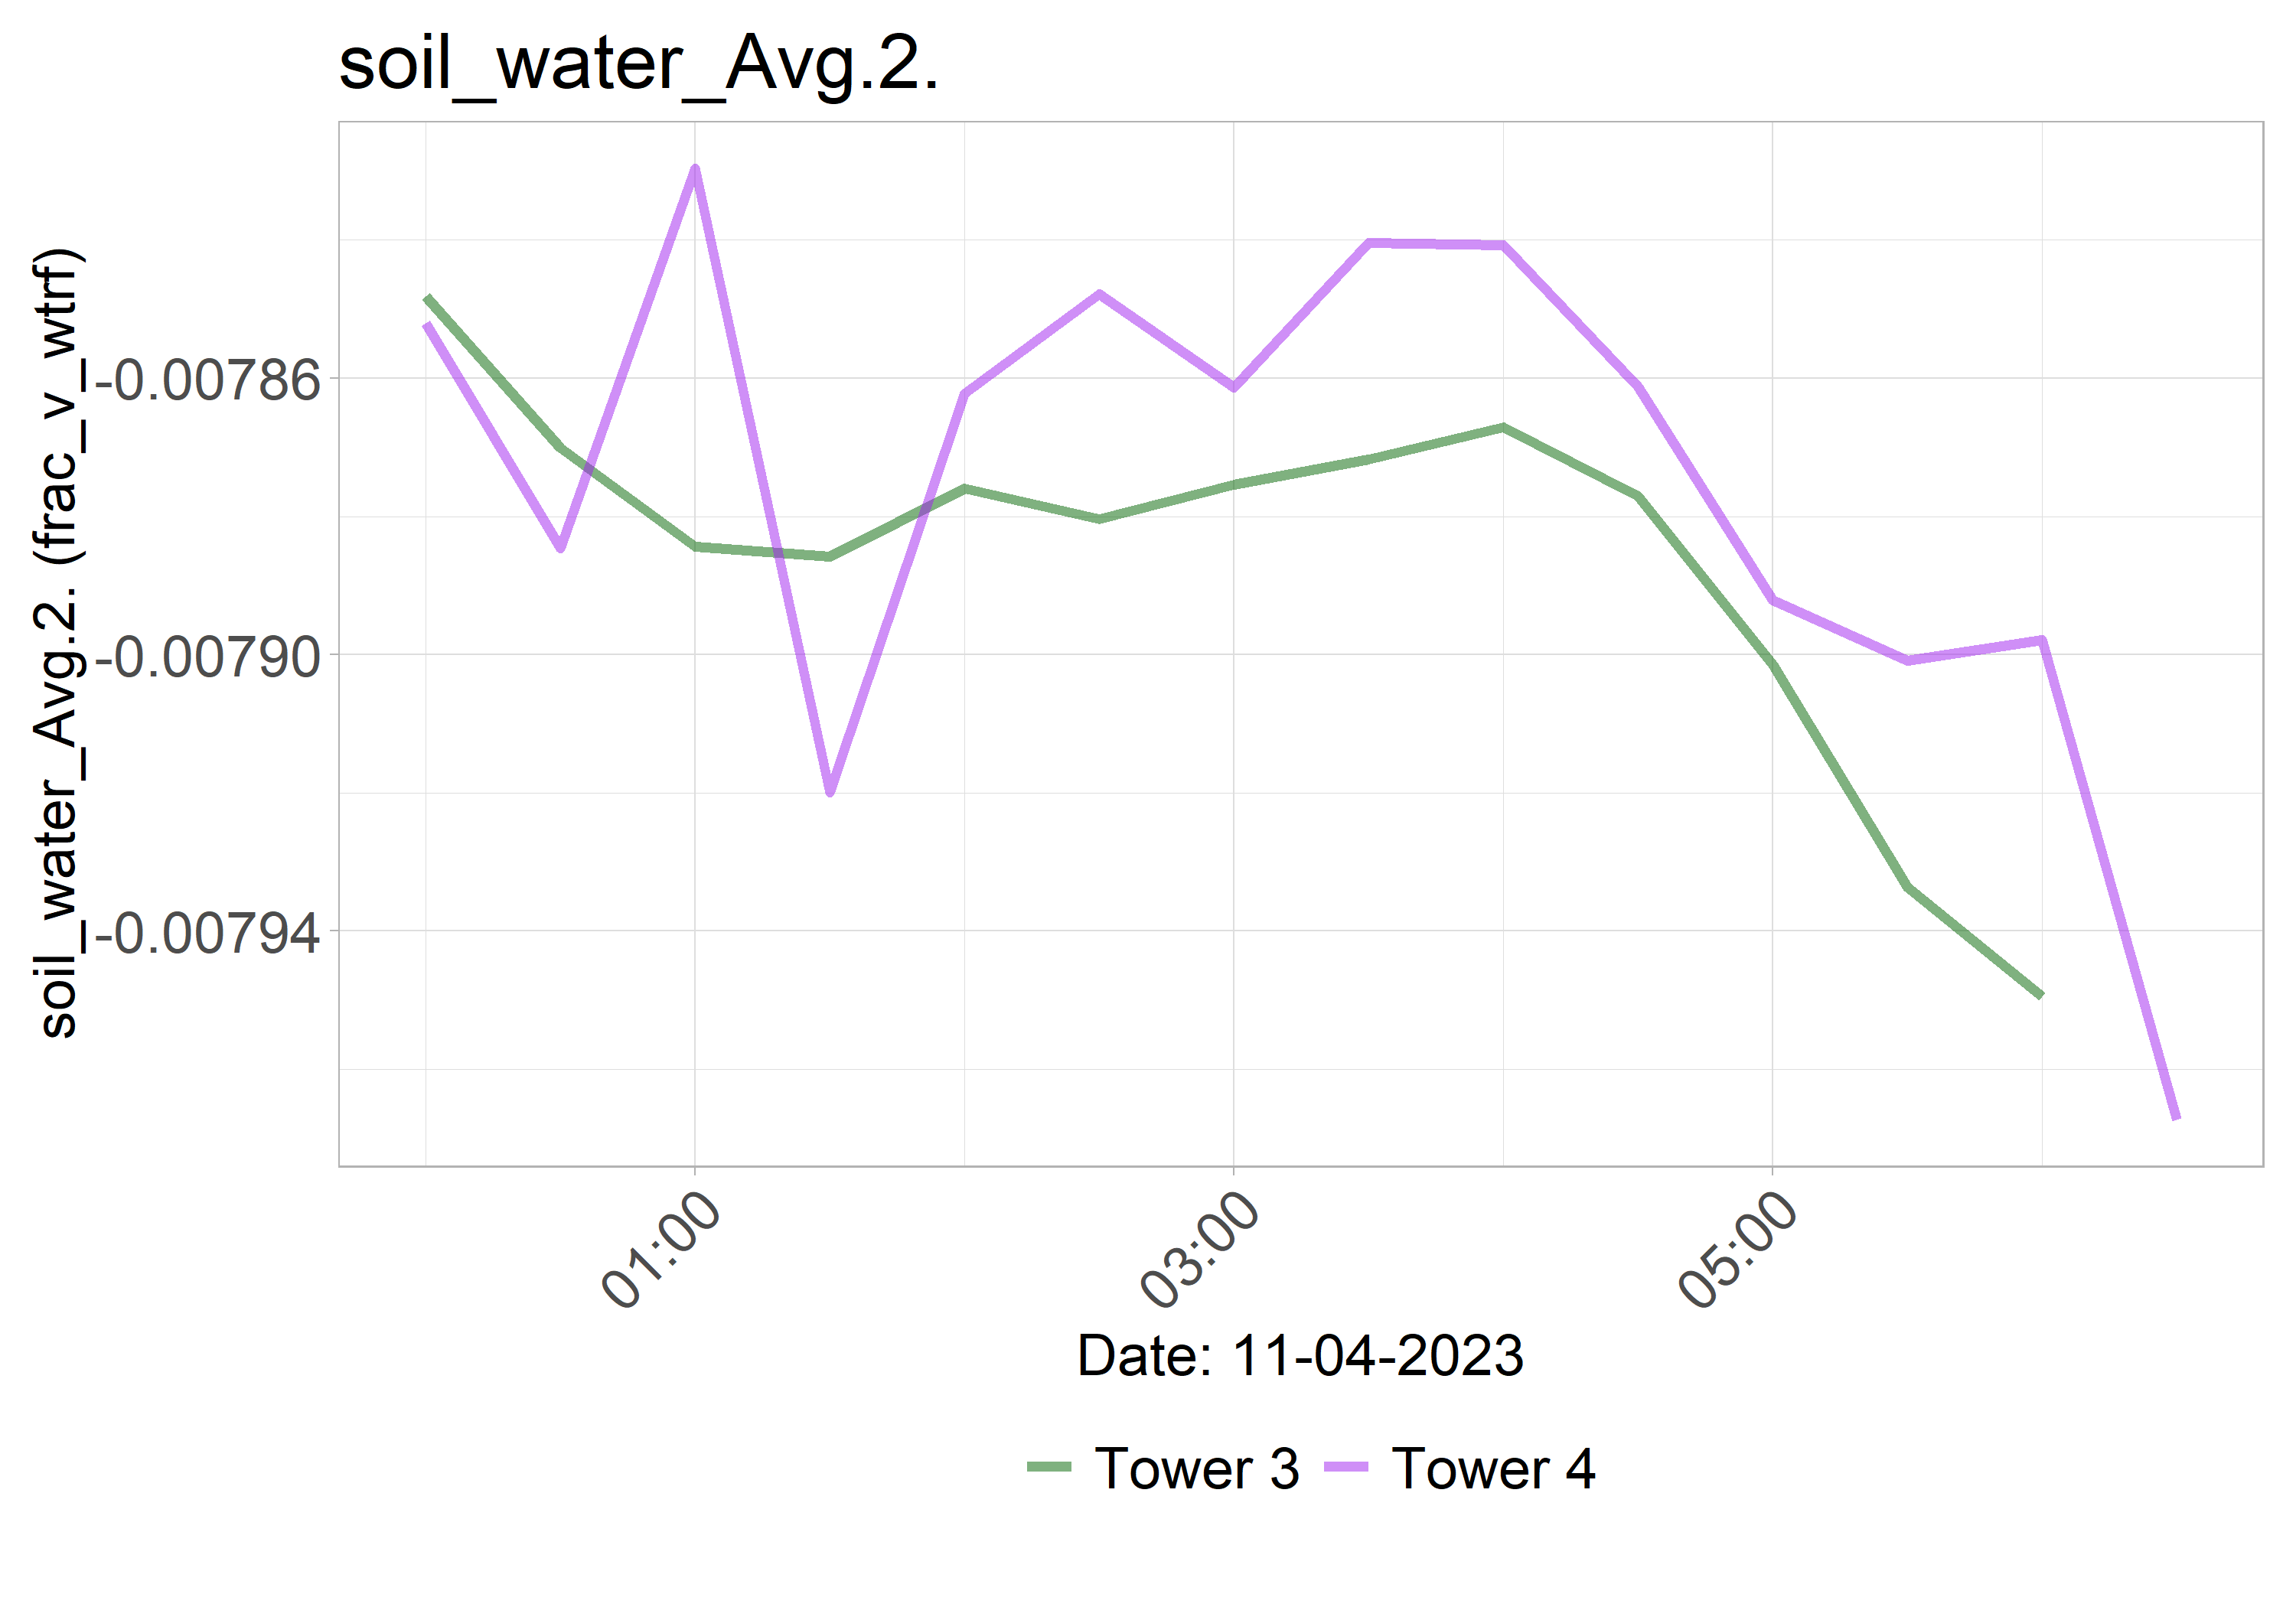 soil_water_Avg.2.
soil_water_Avg.2. (frac_v_wtrf)
-0.00786
-0.00790
-0.00794
01:00
03:00
05:00
Date: 11-04-2023
Tower 3
Tower 4